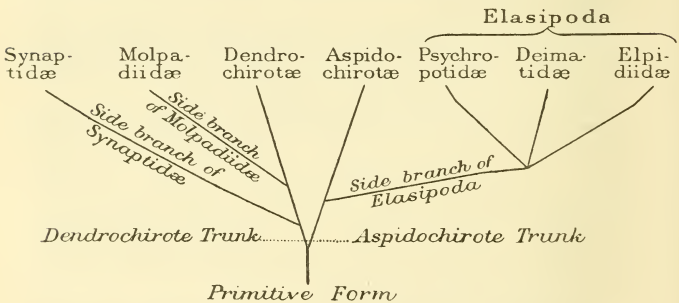 Elasipoda
Synap- Molpa- Dendro- Aspido- Psychro- Deima- Elpi-
tidæ diidæ chirotæ chirotæ potidæ tidæ diidæ
Side branch
of Molpadiidæ
Side branch of
Synaptidæ
Side branch of
Elasipoda
Dendrochirote Trunk Aspidochirote Trunk
Primitive Form